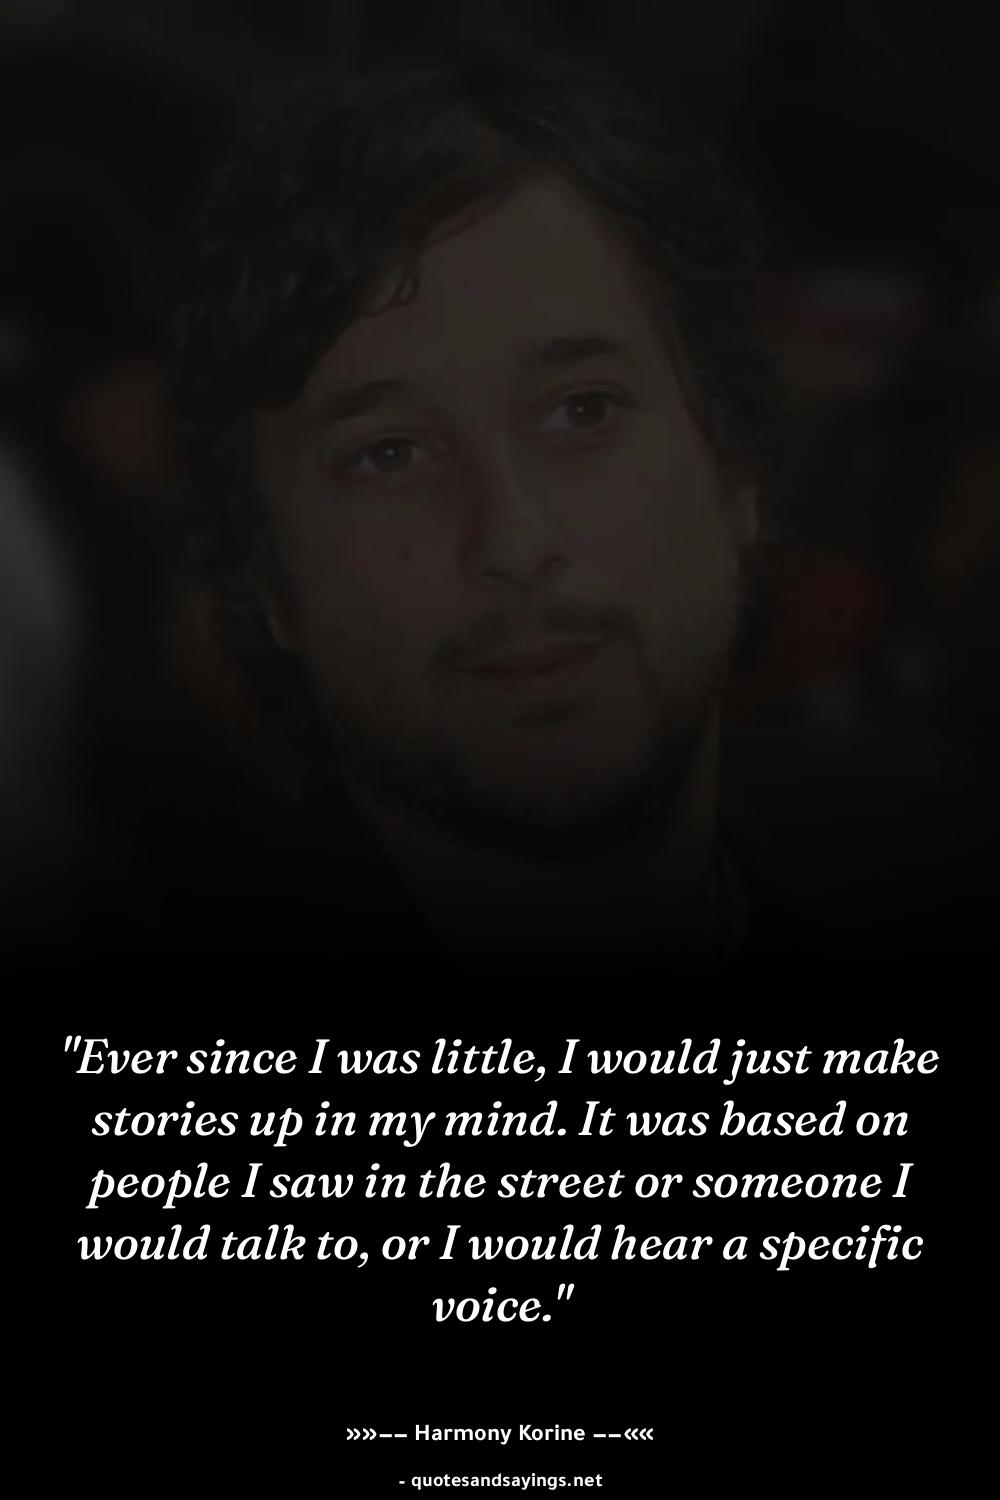 "Ever since I was little, I would just make
stories up in my mind. It was based on
people I saw in the street or someone I
would talk to, or I would hear a specific
voice."
»»−− Harmony Korine −−««
- quotesandsayings.net